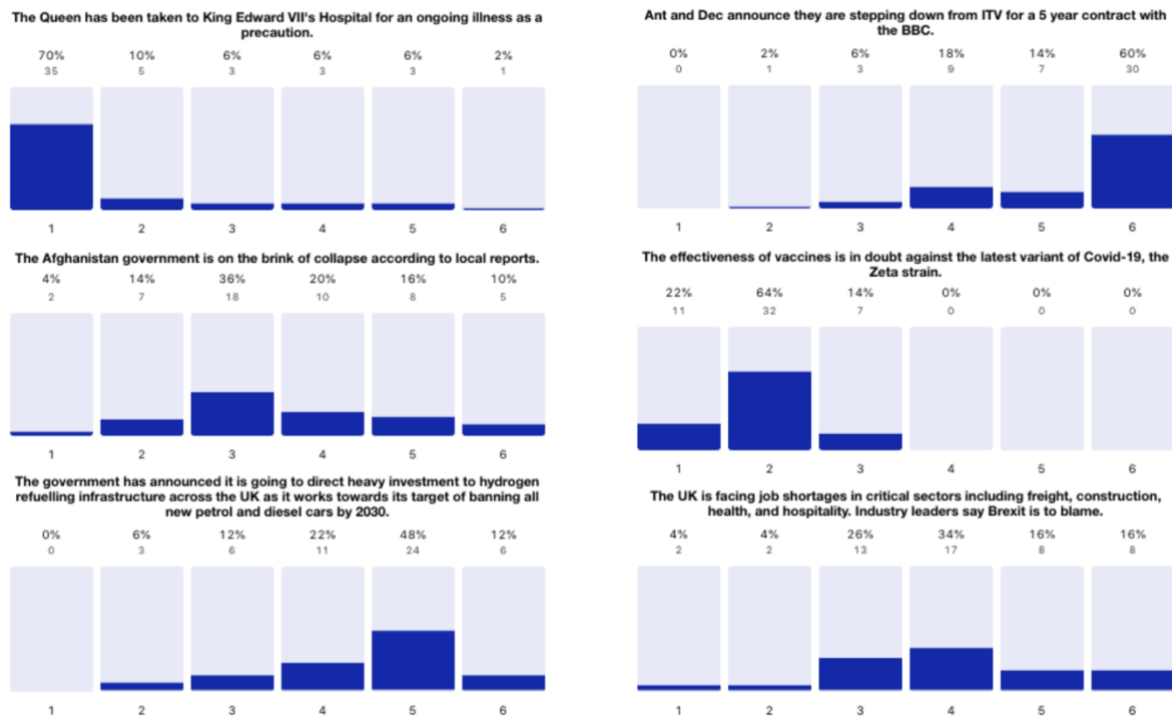 The Queen has been taken to King Edward VII's Hospital for an ongoing illness as a
precaution.
70% 10% 6% 6% 6% 2%
35 5 3 3 3 1
1 2 3 4 5 6
Ant and Dec announce they are stepping down from ITV for a 5 year contract with
the BBC.
0% 2% 6% 18% 14% 60%
0 1 3 9 7 30
1 2 3 4 5 6
The Afghanistan government is on the brink of collapse according to local reports.
4% 14% 36% 20% 16% 10%
2 7 18 10 8 5
1 2 3 4 5 6
The effectiveness of vaccines is in doubt against the latest variant of Covid-19, the
Zeta strain.
22% 64% 14% 0% 0% 0%
11 32 7 0 0 0
1 2 3 4 5 6
The government has announced it is going to direct heavy investment to hydrogen
refuelling infrastructure across the UK as it works towards its target of banning all
new petrol and diesel cars by 2030.
0% 6% 12% 22% 48% 12%
0 3 6 11 24 6
1 2 3 4 5 6
The UK is facing job shortages in critical sectors including freight, construction,
health, and hospitality. Industry leaders say Brexit is to blame.
4% 4% 26% 34% 16% 16%
2 2 13 17 8 8
1 2 3 4 5 6